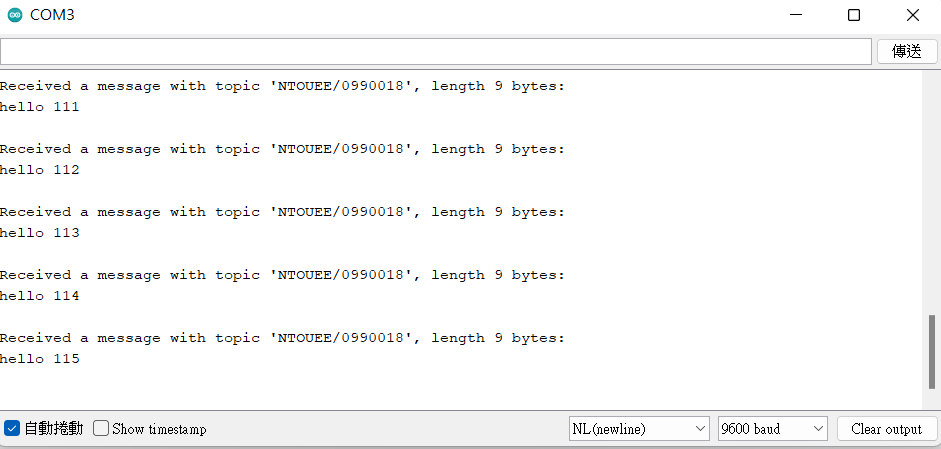 COM3
傳送
Received a message with topic 'NTOUEE/0990018', length 9 bytes:
hello 111
Received a message with topic 'NTOUEE/0990018', length 9 bytes:
hello 112
Received a message with topic 'NTOUEE/0990018', length 9 bytes:
hello 113
Received a message with topic 'NTOUEE/0990018', length 9 bytes:
hello 114
Received a message with topic 'NTOUEE/0990018', length 9 bytes:
hello 115
自動捲動 Show timestamp NL(newline) 9600 baud Clear output